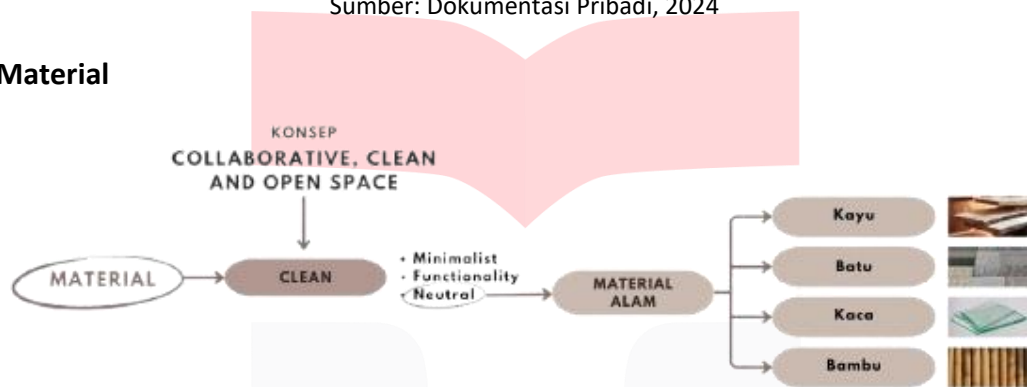 Sumber: Dokumentasi Pribadi, 2024
Material
KONSEP
COLLABORATIVE, CLEAN
AND OPEN SPACE
MATERIAL
CLEAN
• Minimalist
• Functionality
• Neutral
MATERIAL
ALAM
Kayu
Batu
Kaca
Bambu